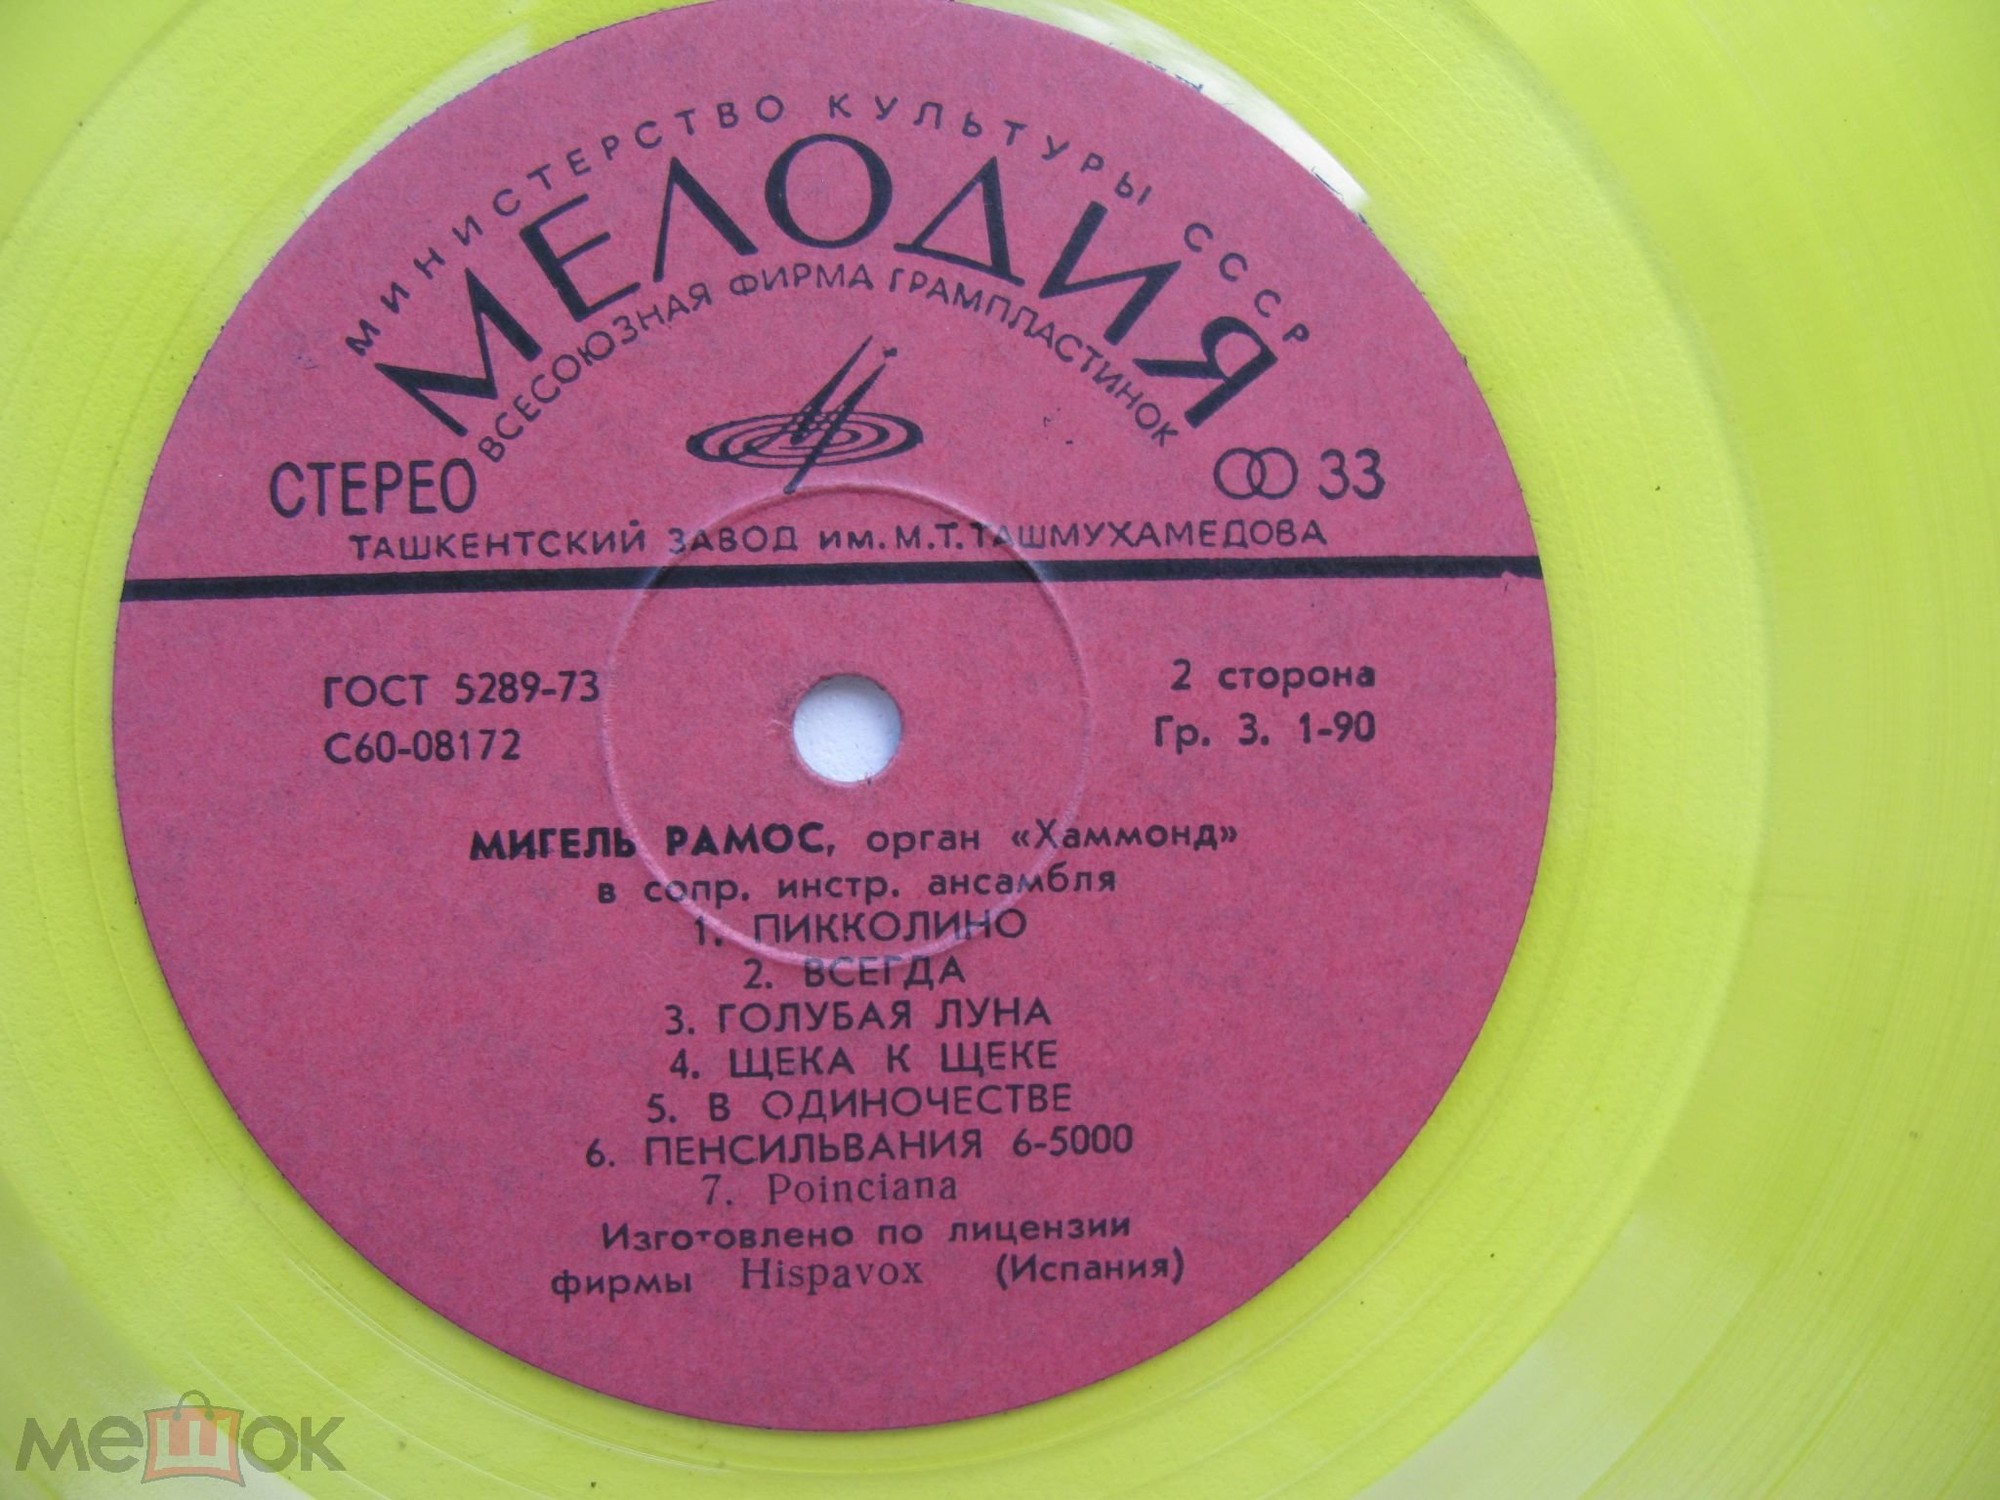 МИНИСТЕРСТВО КУЛЬТУРЫ СССР
МЕЛОДИЯ
ВСЕСОЮЗНАЯ ФИРМА ГРАМПЛАСТИНОК
СТЕРЕО
33
ТАШКЕНТСКИЙ ЗАВОД им. М.Т.ТАШМУХАМЕДОВА
ГОСТ 5289-73
2 сторона
С60-08172
Гр. 3. 1-90
МИГЕЛЬ РАМОС, орган «Хаммонд»
в сопр. инстр. ансамбля
1. ПИККОЛИНО
2. ВСЕГДА
3. ГОЛУБАЯ ЛУНА
4. ЩЕКА К ЩЕКЕ
5. В ОДИНОЧЕСТВЕ
6. ПЕНСИЛЬВАНИЯ 6-5000
7. Poinciana
Изготовлено по лицензии
фирмы Hispavox (Испания)
мешок